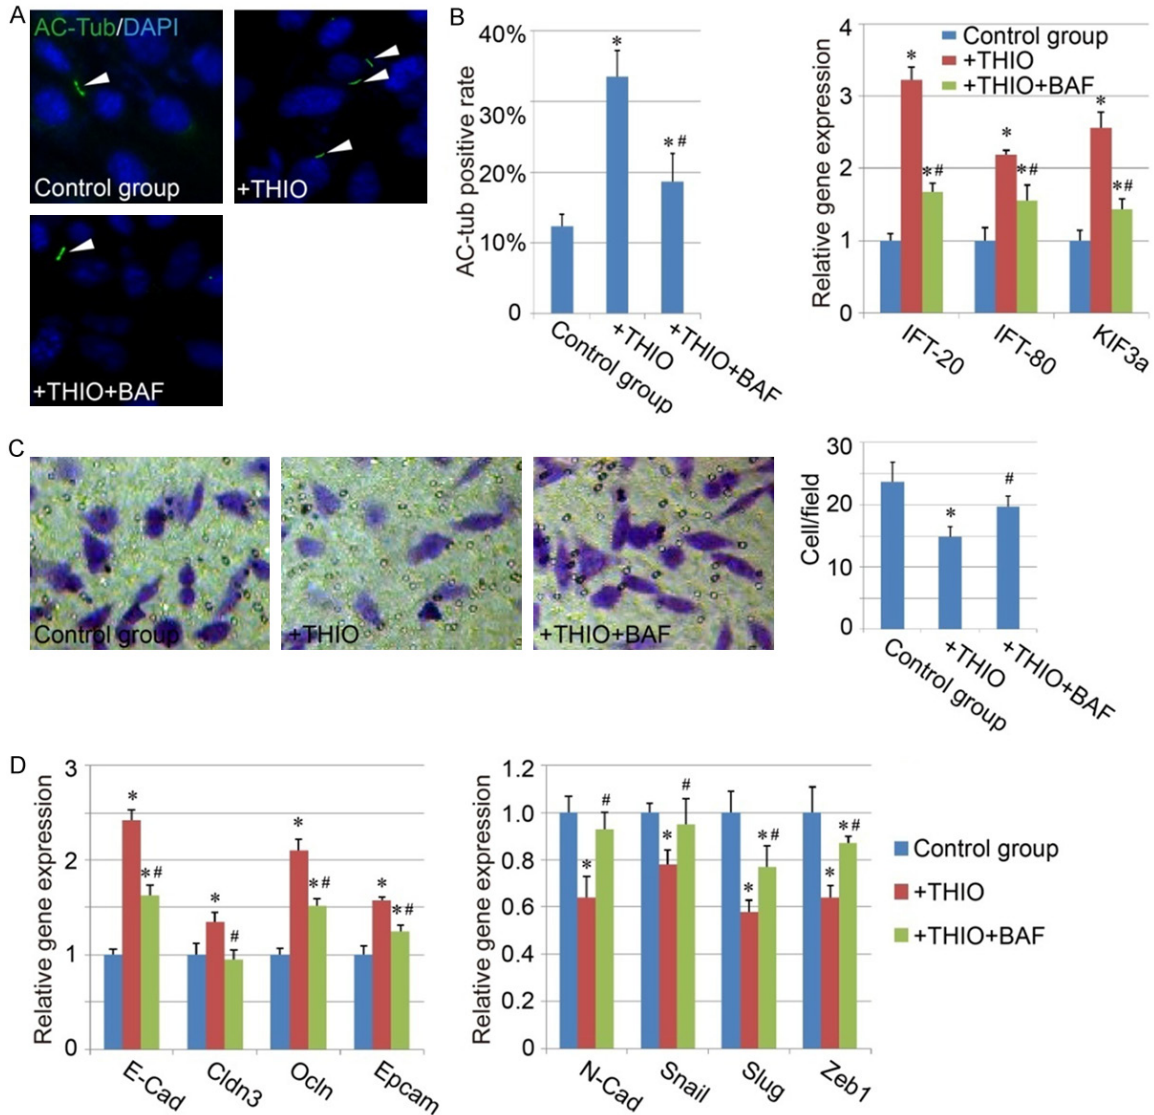 A
AC-Tub/DAPI
Control group
+THIO
+THIO+BAF
B
AC-tub positive rate
40%
30%
20%
10%
0
*
*#
Control group
+THIO
+THIO+BAF
Relative gene expression
4
3
2
1
0
Control group
+THIO
+THIO+BAF
*
*#
*
*#
*
*#
IFT-20
IFT-80
KIF3a
C
Control group
+THIO
+THIO+BAF
Cell/field
30
20
10
0
*
#
Control group
+THIO
+THIO+BAF
D
Relative gene expression
3
2
1
0
*
*#
*
#
*
*#
*
*#
E-Cad
Cldn3
Ocln
Epcam
Relative gene expression
1.2
1.0
0.8
0.6
0.4
0.2
0
*
#
*
#
*
*#
*
*#
N-Cad
Snail
Slug
Zeb1
Control group
+THIO
+THIO+BAF